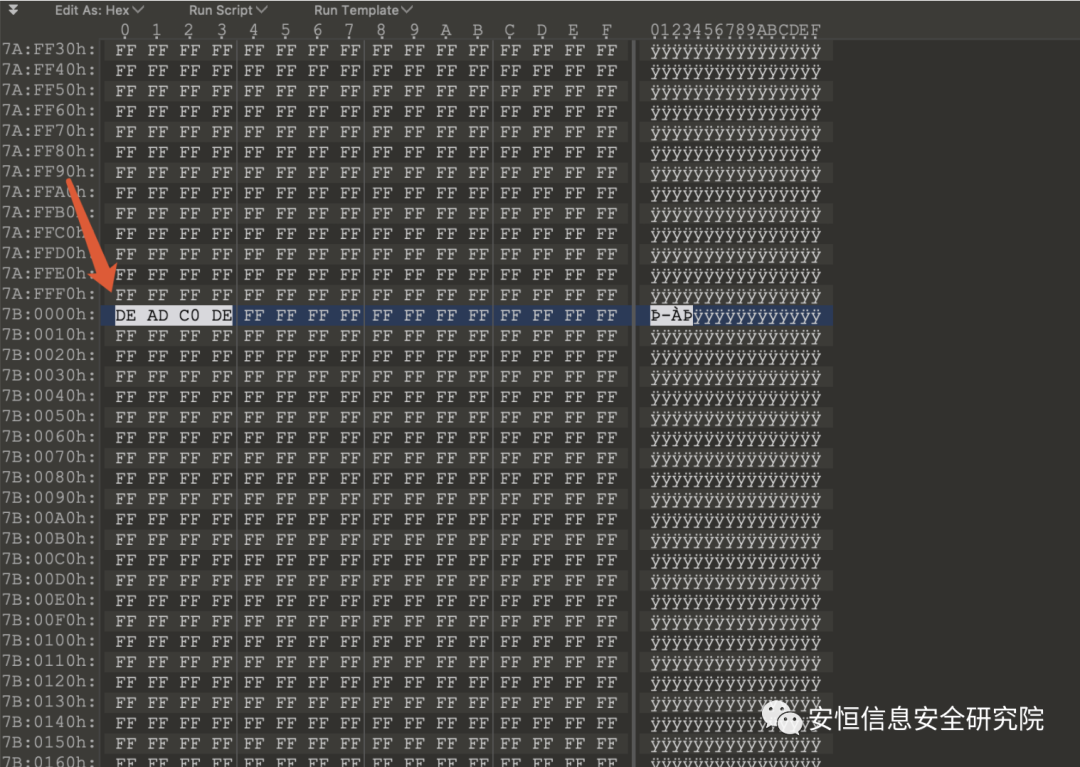 Edit As: Hex Run Script Run Template
0 1 2 3 4 5 6 7 8 9 A B C D E F 0123456789ABCDEF
7A:FF30h: FF FF FF FF FF FF FF FF FF FF FF FF FF FF FF FF ÿÿÿÿÿÿÿÿÿÿÿÿÿÿÿÿ
7A:FF40h: FF FF FF FF FF FF FF FF FF FF FF FF FF FF FF FF ÿÿÿÿÿÿÿÿÿÿÿÿÿÿÿÿ
7A:FF50h: FF FF FF FF FF FF FF FF FF FF FF FF FF FF FF FF ÿÿÿÿÿÿÿÿÿÿÿÿÿÿÿÿ
7A:FF60h: FF FF FF FF FF FF FF FF FF FF FF FF FF FF FF FF ÿÿÿÿÿÿÿÿÿÿÿÿÿÿÿÿ
7A:FF70h: FF FF FF FF FF FF FF FF FF FF FF FF FF FF FF FF ÿÿÿÿÿÿÿÿÿÿÿÿÿÿÿÿ
7A:FF80h: FF FF FF FF FF FF FF FF FF FF FF FF FF FF FF FF ÿÿÿÿÿÿÿÿÿÿÿÿÿÿÿÿ
7A:FF90h: FF FF FF FF FF FF FF FF FF FF FF FF FF FF FF FF ÿÿÿÿÿÿÿÿÿÿÿÿÿÿÿÿ
7A:FFA0h: FF FF FF FF FF FF FF FF FF FF FF FF FF FF FF FF ÿÿÿÿÿÿÿÿÿÿÿÿÿÿÿÿ
7A:FFB0h: FF FF FF FF FF FF FF FF FF FF FF FF FF FF FF FF ÿÿÿÿÿÿÿÿÿÿÿÿÿÿÿÿ
7A:FFC0h: FF FF FF FF FF FF FF FF FF FF FF FF FF FF FF FF ÿÿÿÿÿÿÿÿÿÿÿÿÿÿÿÿ
7A:FFD0h: FF FF FF FF FF FF FF FF FF FF FF FF FF FF FF FF ÿÿÿÿÿÿÿÿÿÿÿÿÿÿÿÿ
7A:FFE0h: FF FF FF FF FF FF FF FF FF FF FF FF FF FF FF FF ÿÿÿÿÿÿÿÿÿÿÿÿÿÿÿÿ
7A:FFF0h: FF FF FF FF FF FF FF FF FF FF FF FF FF FF FF FF ÿÿÿÿÿÿÿÿÿÿÿÿÿÿÿÿ
7B:0000h: DE AD C0 DE FF FF FF FF FF FF FF FF FF FF FF FF Þ-ÀÞÿÿÿÿÿÿÿÿÿÿÿÿ
7B:0010h: FF FF FF FF FF FF FF FF FF FF FF FF FF FF FF FF ÿÿÿÿÿÿÿÿÿÿÿÿÿÿÿÿ
7B:0020h: FF FF FF FF FF FF FF FF FF FF FF FF FF FF FF FF ÿÿÿÿÿÿÿÿÿÿÿÿÿÿÿÿ
7B:0030h: FF FF FF FF FF FF FF FF FF FF FF FF FF FF FF FF ÿÿÿÿÿÿÿÿÿÿÿÿÿÿÿÿ
7B:0040h: FF FF FF FF FF FF FF FF FF FF FF FF FF FF FF FF ÿÿÿÿÿÿÿÿÿÿÿÿÿÿÿÿ
7B:0050h: FF FF FF FF FF FF FF FF FF FF FF FF FF FF FF FF ÿÿÿÿÿÿÿÿÿÿÿÿÿÿÿÿ
7B:0060h: FF FF FF FF FF FF FF FF FF FF FF FF FF FF FF FF ÿÿÿÿÿÿÿÿÿÿÿÿÿÿÿÿ
7B:0070h: FF FF FF FF FF FF FF FF FF FF FF FF FF FF FF FF ÿÿÿÿÿÿÿÿÿÿÿÿÿÿÿÿ
7B:0080h: FF FF FF FF FF FF FF FF FF FF FF FF FF FF FF FF ÿÿÿÿÿÿÿÿÿÿÿÿÿÿÿÿ
7B:0090h: FF FF FF FF FF FF FF FF FF FF FF FF FF FF FF FF ÿÿÿÿÿÿÿÿÿÿÿÿÿÿÿÿ
7B:00A0h: FF FF FF FF FF FF FF FF FF FF FF FF FF FF FF FF ÿÿÿÿÿÿÿÿÿÿÿÿÿÿÿÿ
7B:00B0h: FF FF FF FF FF FF FF FF FF FF FF FF FF FF FF FF ÿÿÿÿÿÿÿÿÿÿÿÿÿÿÿÿ
7B:00C0h: FF FF FF FF FF FF FF FF FF FF FF FF FF FF FF FF ÿÿÿÿÿÿÿÿÿÿÿÿÿÿÿÿ
7B:00D0h: FF FF FF FF FF FF FF FF FF FF FF FF FF FF FF FF ÿÿÿÿÿÿÿÿÿÿÿÿÿÿÿÿ
7B:00E0h: FF FF FF FF FF FF FF FF FF FF FF FF FF FF FF FF ÿÿÿÿÿÿÿÿÿÿÿÿÿÿÿÿ
7B:00F0h: FF FF FF FF FF FF FF FF FF FF FF FF FF FF FF FF ÿÿÿÿÿÿÿÿÿÿÿÿÿÿÿÿ
7B:0100h: FF FF FF FF FF FF FF FF FF FF FF FF FF FF FF FF ÿÿÿÿÿÿÿÿÿÿÿÿÿÿÿÿ
7B:0110h: FF FF FF FF FF FF FF FF FF FF FF FF FF FF FF FF ÿÿÿÿÿÿÿÿÿÿÿÿÿÿÿÿ
7B:0120h: FF FF FF FF FF FF FF FF FF FF FF FF FF FF FF FF ÿÿÿÿÿÿÿÿÿÿÿÿÿÿÿÿ
7B:0130h: FF FF FF FF FF FF FF FF FF FF FF FF FF FF FF FF ÿÿÿÿÿÿÿÿÿÿÿÿÿÿÿÿ
7B:0140h: FF FF FF FF FF FF FF FF FF FF FF FF FF FF FF FF ÿÿÿÿÿÿÿÿÿÿÿÿÿÿÿÿ
安恒信息安全研究院
7B:0150h: FF FF FF FF FF FF FF FF FF FF FF FF FF FF FF FF ÿÿÿÿÿÿÿÿÿÿÿÿÿÿÿÿ
7B:0160h: FF FF FF FF FF FF FF FF FF FF FF FF FF FF FF FF ÿÿÿÿÿÿÿÿÿÿÿÿÿÿÿÿ